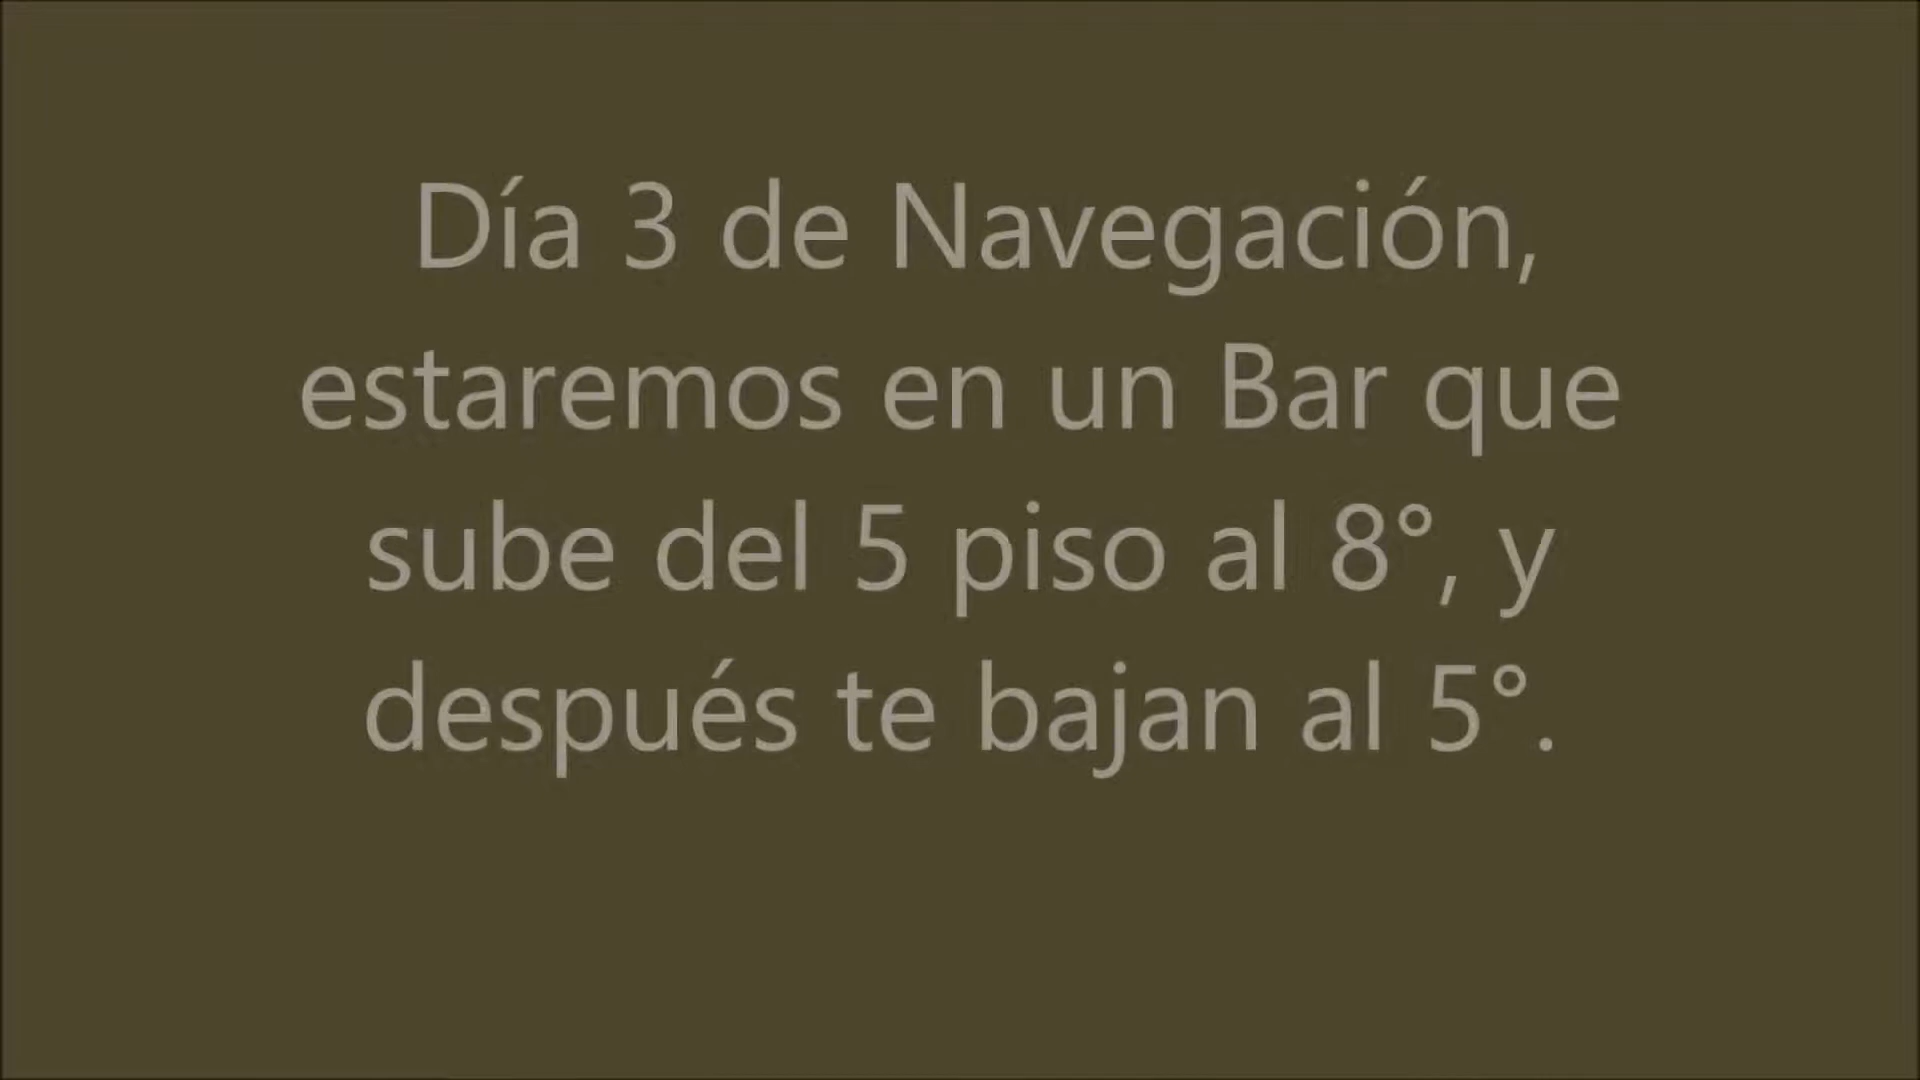 Día 3 de Navegación,
estaremos en un Bar que
sube del 5 piso al 8°, y
después te bajan al 5°.